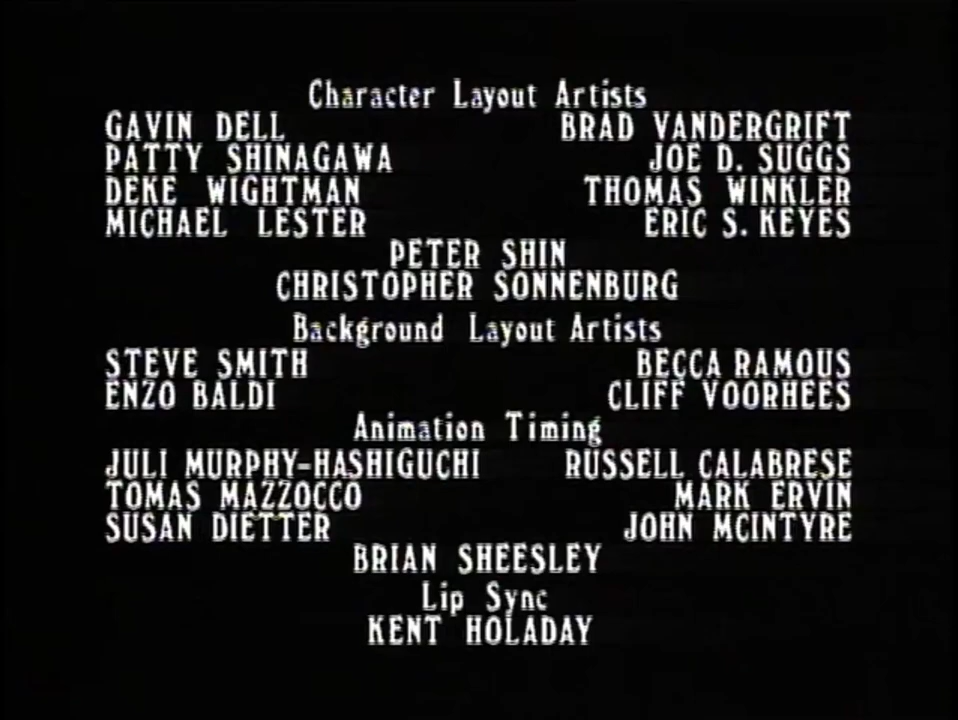 Character Layout Artists
GAVIN DELL BRAD VANDERGRIFT
PATTY SHINAGAWA JOE D. SUGGS
DEKE WIGHTMAN THOMAS WINKLER
MICHAEL LESTER ERIC S. KEYES
PETER SHIN
CHRISTOPHER SONNENBURG
Background Layout Artists
STEVE SMITH BECCA RAMOUS
ENZO BALDI CLIFF VOORHEES
Animation Timing
JULI MURPHY-HASHIGUCHI RUSSELL CALABRESE
TOMAS MAZZOCCO MARK ERVIN
SUSAN DIETTER JOHN MCINTYRE
BRIAN SHEESLEY
Lip Sync
KENT HOLADAY